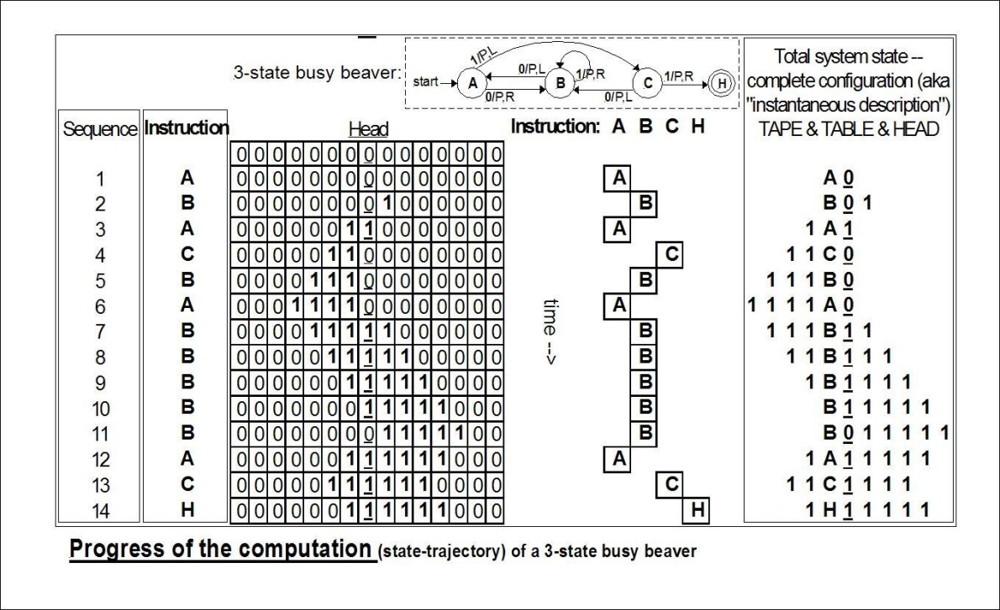 3-state busy beaver:
start
A
B
C
H
1/P,L
0/P,L
1/P,R
1/P,R
0/P,R
0/P,L
Total system state --
complete configuration (aka
"instantaneous description")
TAPE & TABLE & HEAD
Sequence Instruction Head Instruction: A B C H
0 0 0 0 0 0 0 0 0 0 0 0 0 0 0
1 A 0 0 0 0 0 0 0 0 0 0 0 0 0 0 0 A A 0
2 B 0 0 0 0 0 0 0 0 1 0 0 0 0 0 0 B B 0 1
3 A 0 0 0 0 0 0 1 1 0 0 0 0 0 0 0 A 1 A 1
4 C 0 0 0 0 0 1 1 0 0 0 0 0 0 0 0 C 1 1 C 0
5 B 0 0 0 0 1 1 1 0 0 0 0 0 0 0 0 B 1 1 1 B 0
6 A 0 0 0 1 1 1 1 0 0 0 0 0 0 0 0 A 1 1 1 1 A 0
7 B 0 0 0 0 1 1 1 1 1 0 0 0 0 0 0 B 1 1 1 B 1 1
8 B 0 0 0 0 0 1 1 1 1 1 0 0 0 0 0 B 1 1 B 1 1 1
9 B 0 0 0 0 0 0 1 1 1 1 1 0 0 0 0 B 1 B 1 1 1 1
10 B 0 0 0 0 0 0 0 1 1 1 1 1 0 0 0 B B 1 1 1 1 1
11 B 0 0 0 0 0 0 0 0 1 1 1 1 1 0 0 B B 0 1 1 1 1 1
12 A 0 0 0 0 0 0 1 1 1 1 1 1 0 0 0 A 1 A 1 1 1 1 1
13 C 0 0 0 0 0 1 1 1 1 1 1 0 0 0 0 C 1 1 C 1 1 1 1
14 H 0 0 0 0 0 0 1 1 1 1 1 1 0 0 0 H 1 H 1 1 1 1 1
time -->
Progress of the computation (state-trajectory) of a 3-state busy beaver